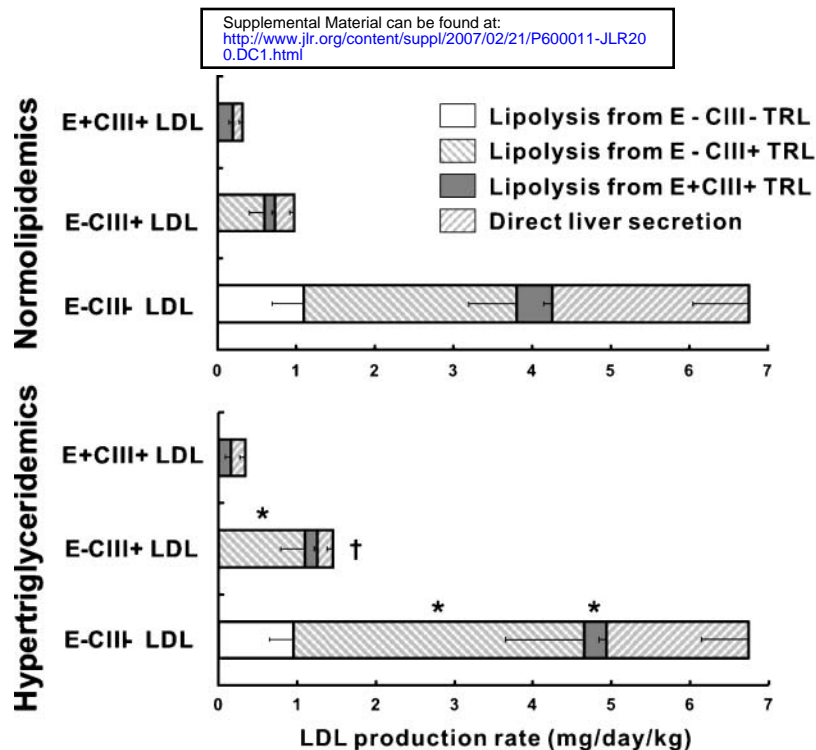 Supplemental Material can be found at:
http://www.jlr.org/content/suppl/2007/02/21/P600011-JLR20
0.DC1.html
Normolipidemics
E+CIII+ LDL
E-CIII+ LDL
E-CIII- LDL
Lipolysis from E - CIII- TRL
Lipolysis from E - CIII+ TRL
Lipolysis from E+CIII+ TRL
Direct liver secretion
0 1 2 3 4 5 6 7
Hypertriglyceridemics
E+CIII+ LDL
*
E-CIII+ LDL †
* *
E-CIII- LDL
0 1 2 3 4 5 6 7
LDL production rate (mg/day/kg)